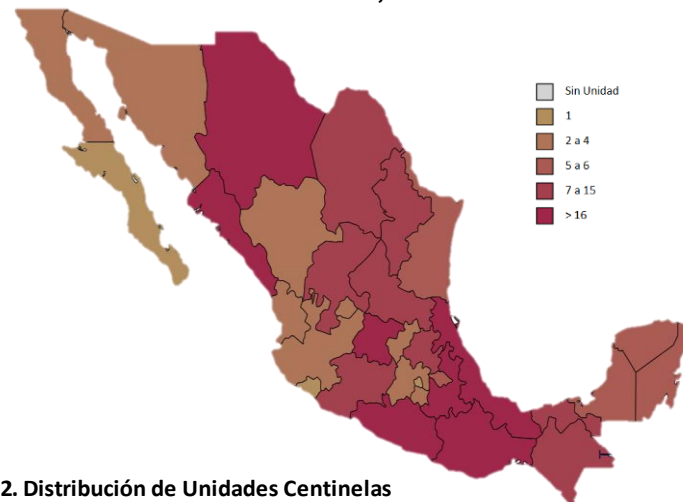 Sin Unidad
1
2 a 4
5 a 6
7 a 15
> 16
2. Distribución de Unidades Centinelas